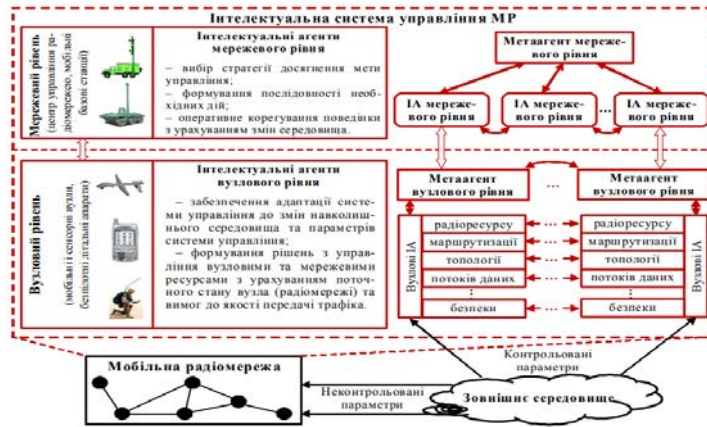 Інтелектуальна система управління МР
Мережевий рівень
(центр управління ра-
діомережею, мобільні
базові станції)
Інтелектуальні агенти
мережевого рівня
– вибір стратегії досягнення мети
управління;
– формування послідовності необ-
хідних дій;
– оперативне корегування поведінки
з урахуванням змін середовища.
Метаагент мереже-
вого рівня
ІА мереже-
вого рівня
ІА мереже-
вого рівня
...
ІА мереже-
вого рівня
Вузловий рівень
(мобільні і сенсорні вузли,
безпілотні літальні апарати)
Інтелектуальні агенти
вузлового рівня
– забезпечення адаптації систе-
ми управління до змін навколиш-
нього середовища та параметрів
системи управління;
– формування рішень з управ-
ління вузловими та мережевими
ресурсами з урахуванням поточ-
ного стану вузла (радіомережі) та
вимог до якості передачі трафіка.
Метаагент
вузлового рівня
...
Метаагент
вузлового рівня
Вузлові ІА
радіоресурсу
маршрутизації
топології
потоків даних
безпеки
радіоресурсу
маршрутизації
топології
потоків даних
безпеки
Вузлові ІА
Мобільна радіомережа
Контрольовані
параметри
Неконтрольовані
параметри
Зовнішнє середовище